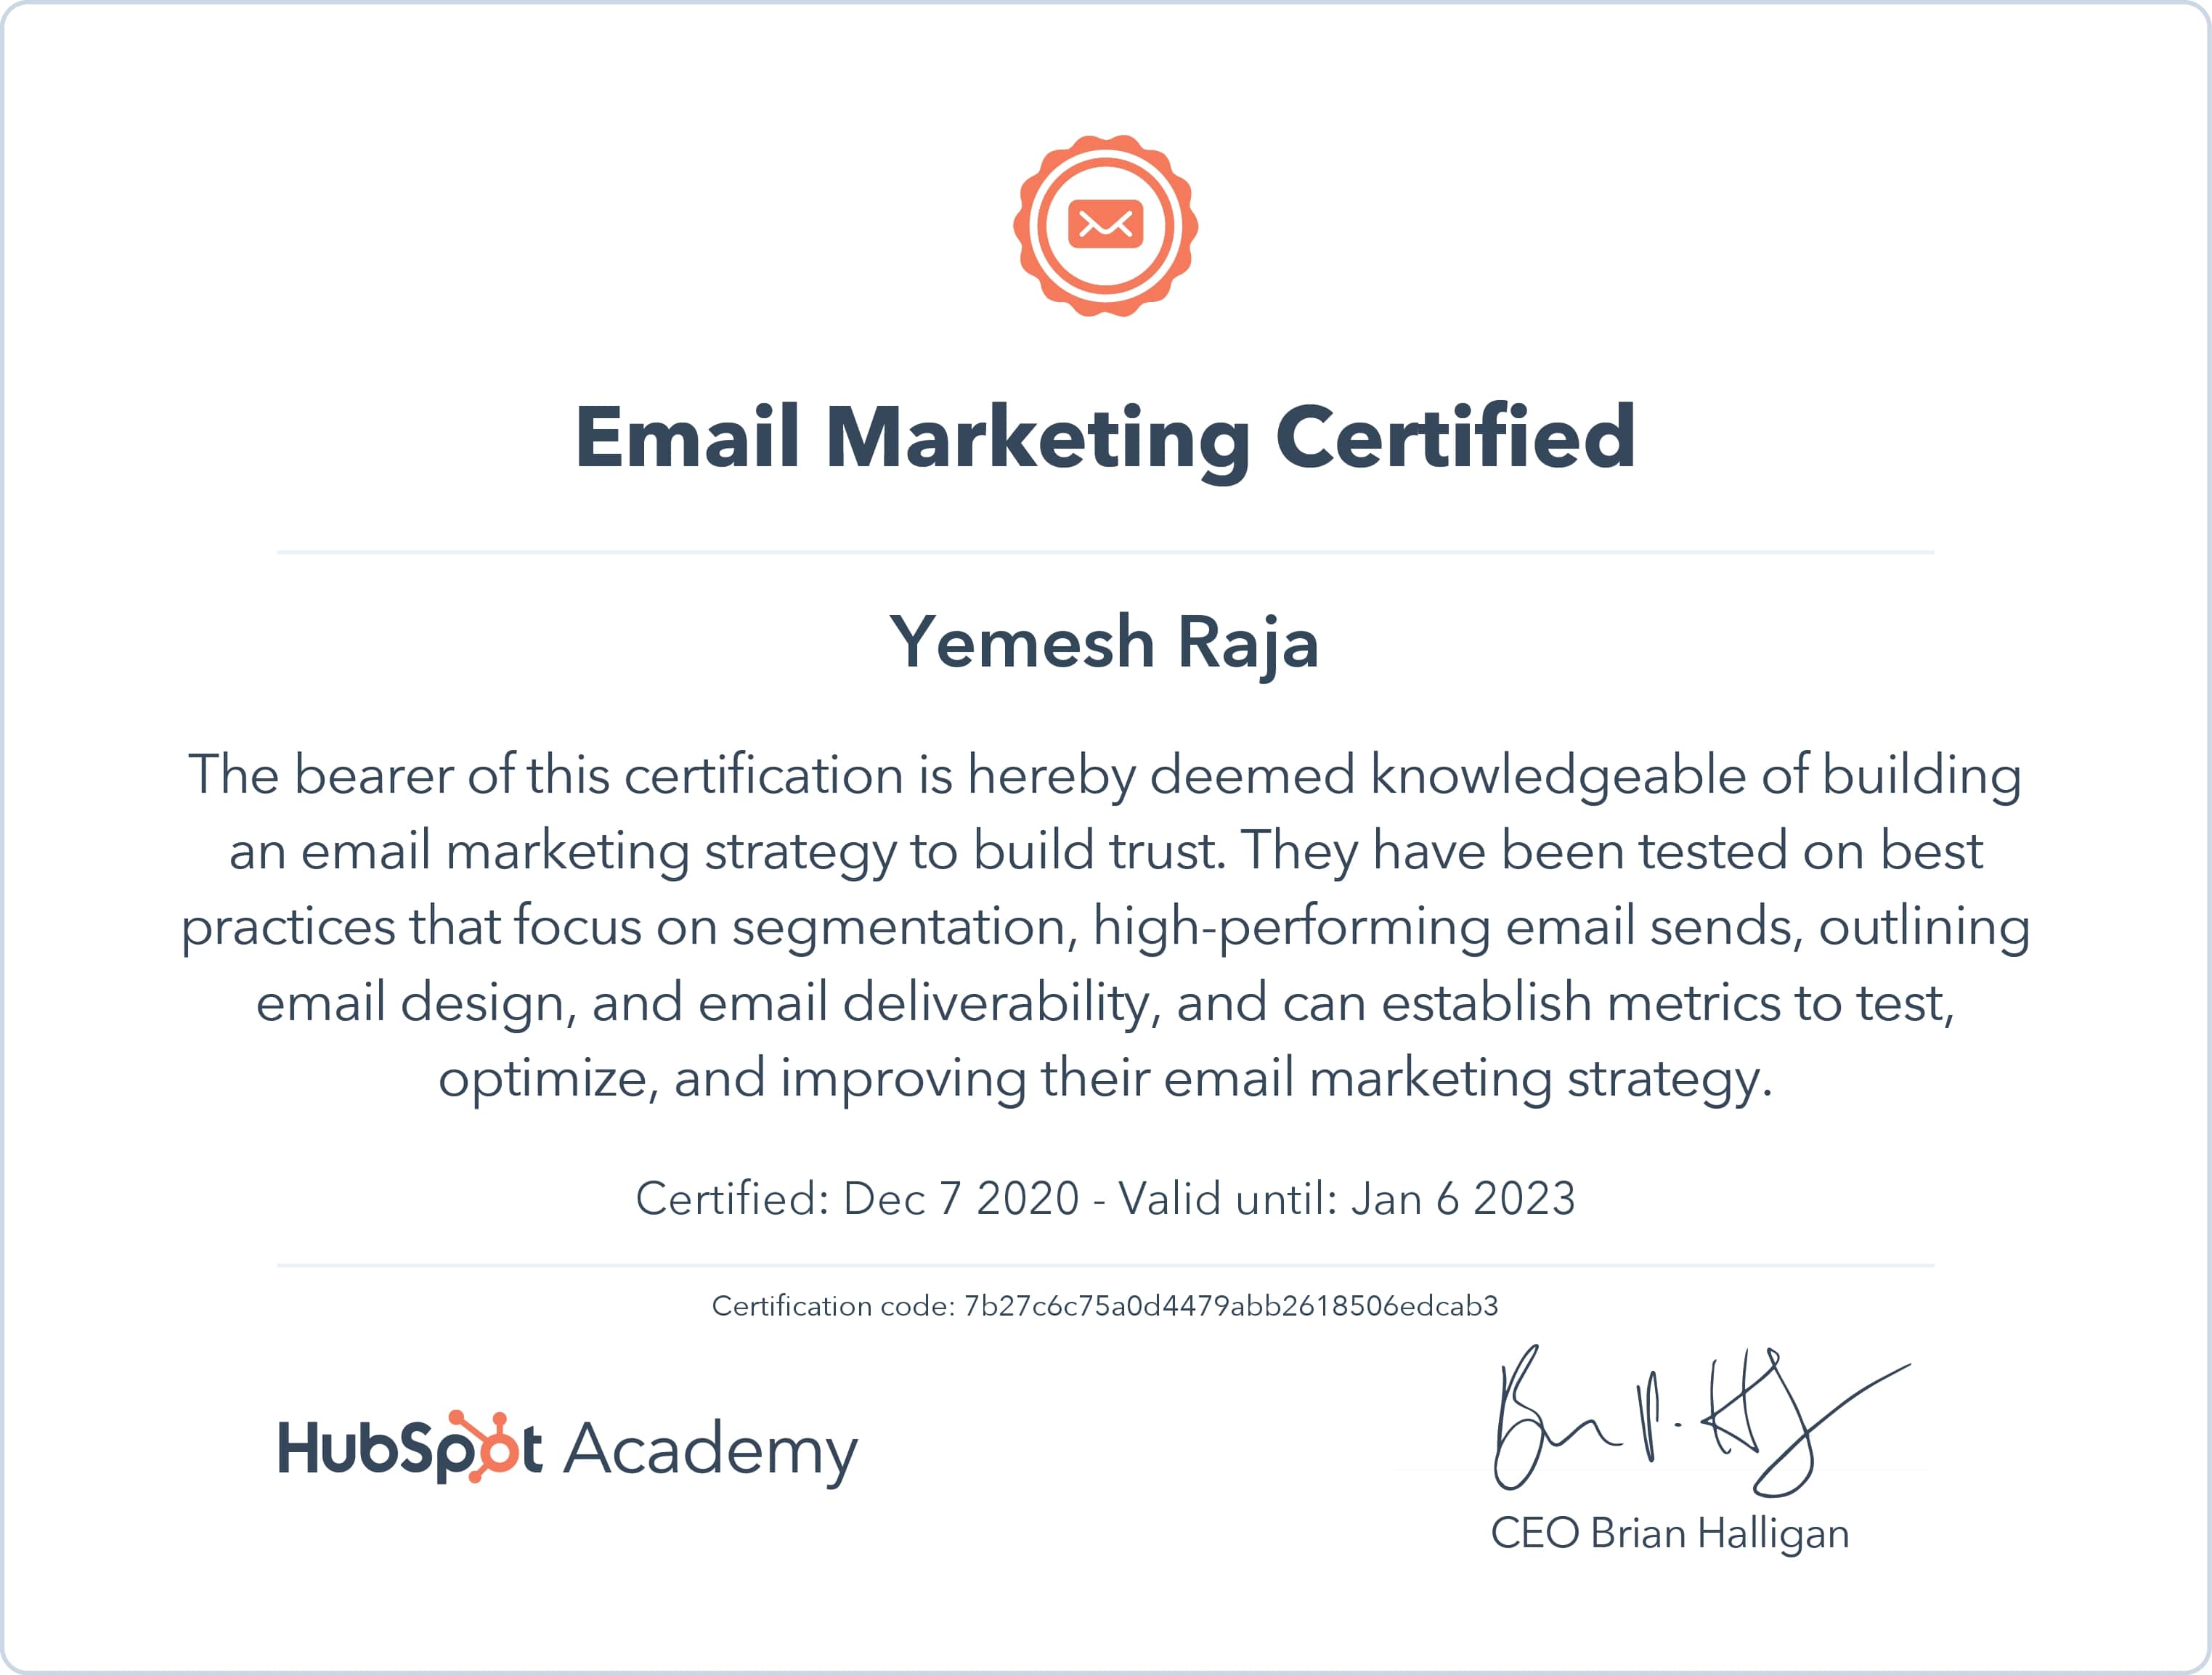 Email Marketing Certified
Yemesh Raja
The bearer of this certification is hereby deemed knowledgeable of building
an email marketing strategy to build trust. They have been tested on best
practices that focus on segmentation, high-performing email sends, outlining
email design, and email deliverability, and can establish metrics to test,
optimize, and improving their email marketing strategy.
Certified: Dec 7 2020 - Valid until: Jan 6 2023
Certification code: 7b27c6c75a0d4479abb2618506edcab3
HubSpot Academy
CEO Brian Halligan